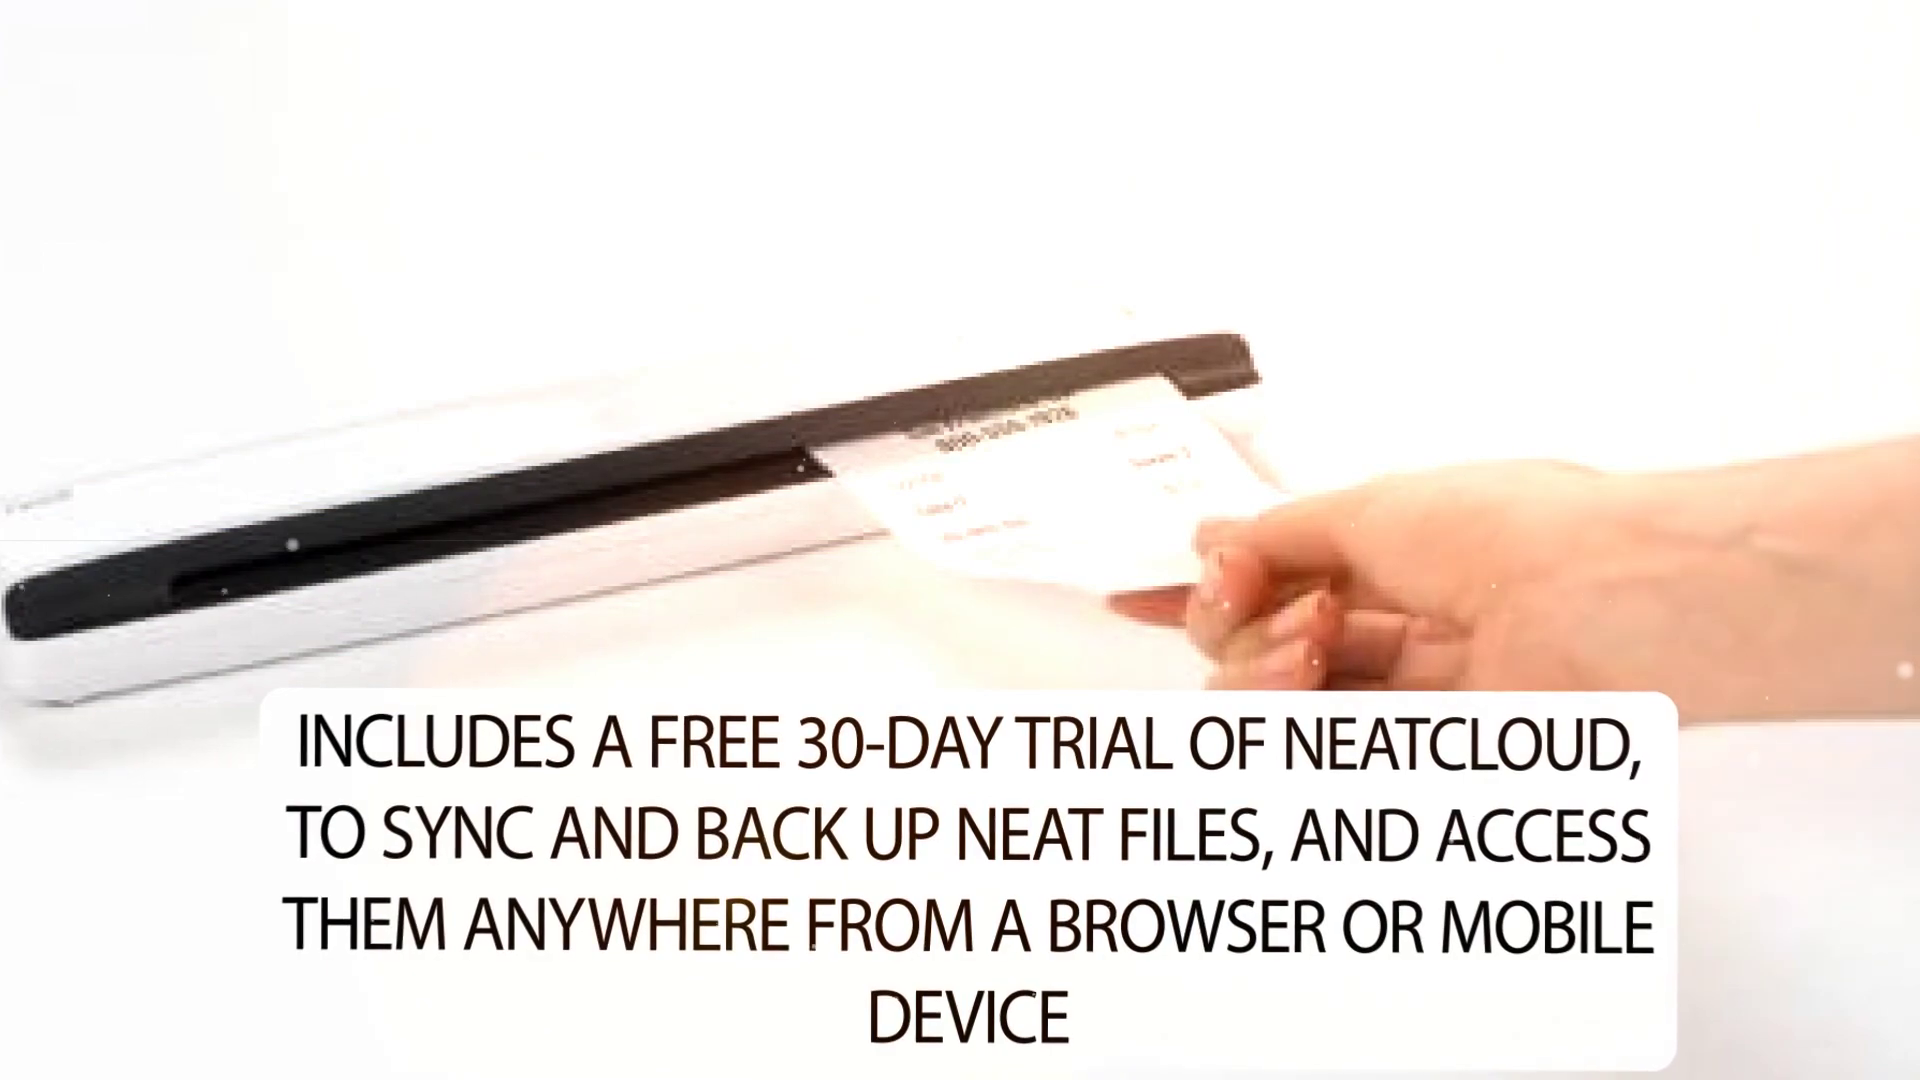 INCLUDES A FREE 30-DAY TRIAL OF NEATCLOUD,
TO SYNC AND BACK UP NEAT FILES, AND ACCESS
THEM ANYWHERE FROM A BROWSER OR MOBILE
DEVICE